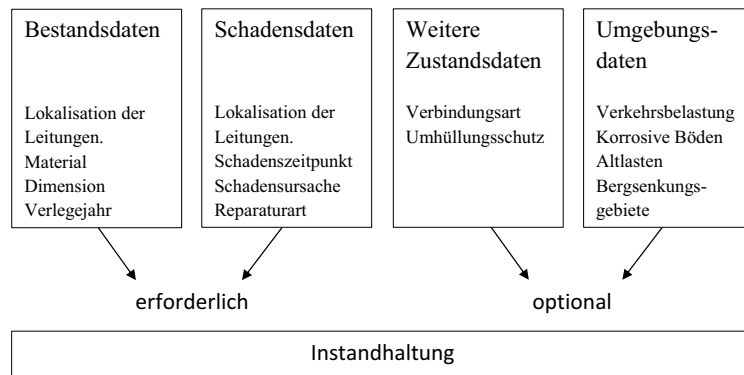 Bestandsdaten
Lokalisation der
Leitungen.
Material
Dimension
Verlegejahr
Schadensdaten
Lokalisation der
Leitungen.
Schadenszeitpunkt
Schadensursache
Reparaturart
Weitere
Zustandsdaten
Verbindungsart
Umhüllungsschutz
Umgebungs-
daten
Verkehrsbelastung
Korrosive Böden
Altlasten
Bergsenkungs-
gebiete
erforderlich
optional
Instandhaltung